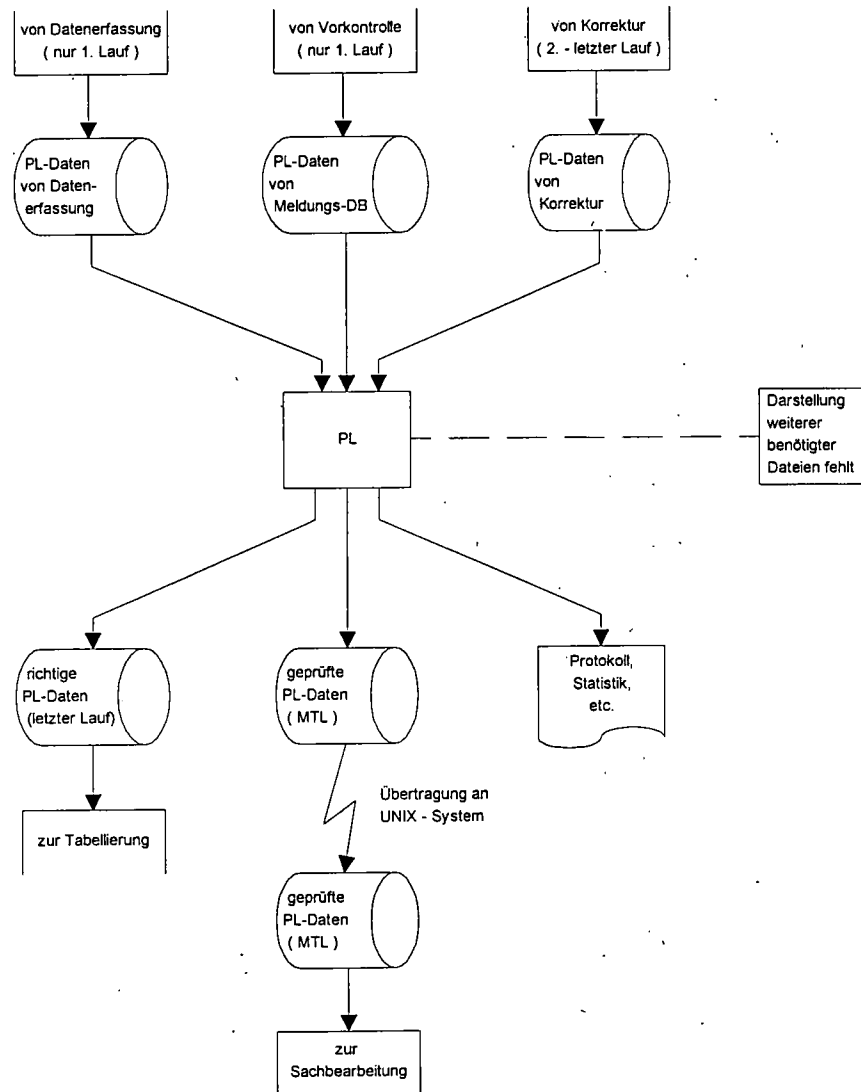 von Datenerfassung
( nur 1. Lauf )
von Vorkontrolle
( nur 1. Lauf )
von Korrektur
( 2. - letzter Lauf )
PL-Daten
von Daten-
erfassung
PL-Daten
von
Meldungs-DB
PL-Daten
von
Korrektur
PL
Darstellung
weiterer
benötigter
Dateien fehlt
richtige
PL-Daten
(letzter Lauf)
geprüfte
PL-Daten
( MTL )
Protokoll,
Statistik,
etc.
Übertragung an
UNIX - System
zur Tabellierung
geprüfte
PL-Daten
( MTL )
zur
Sachbearbeitung